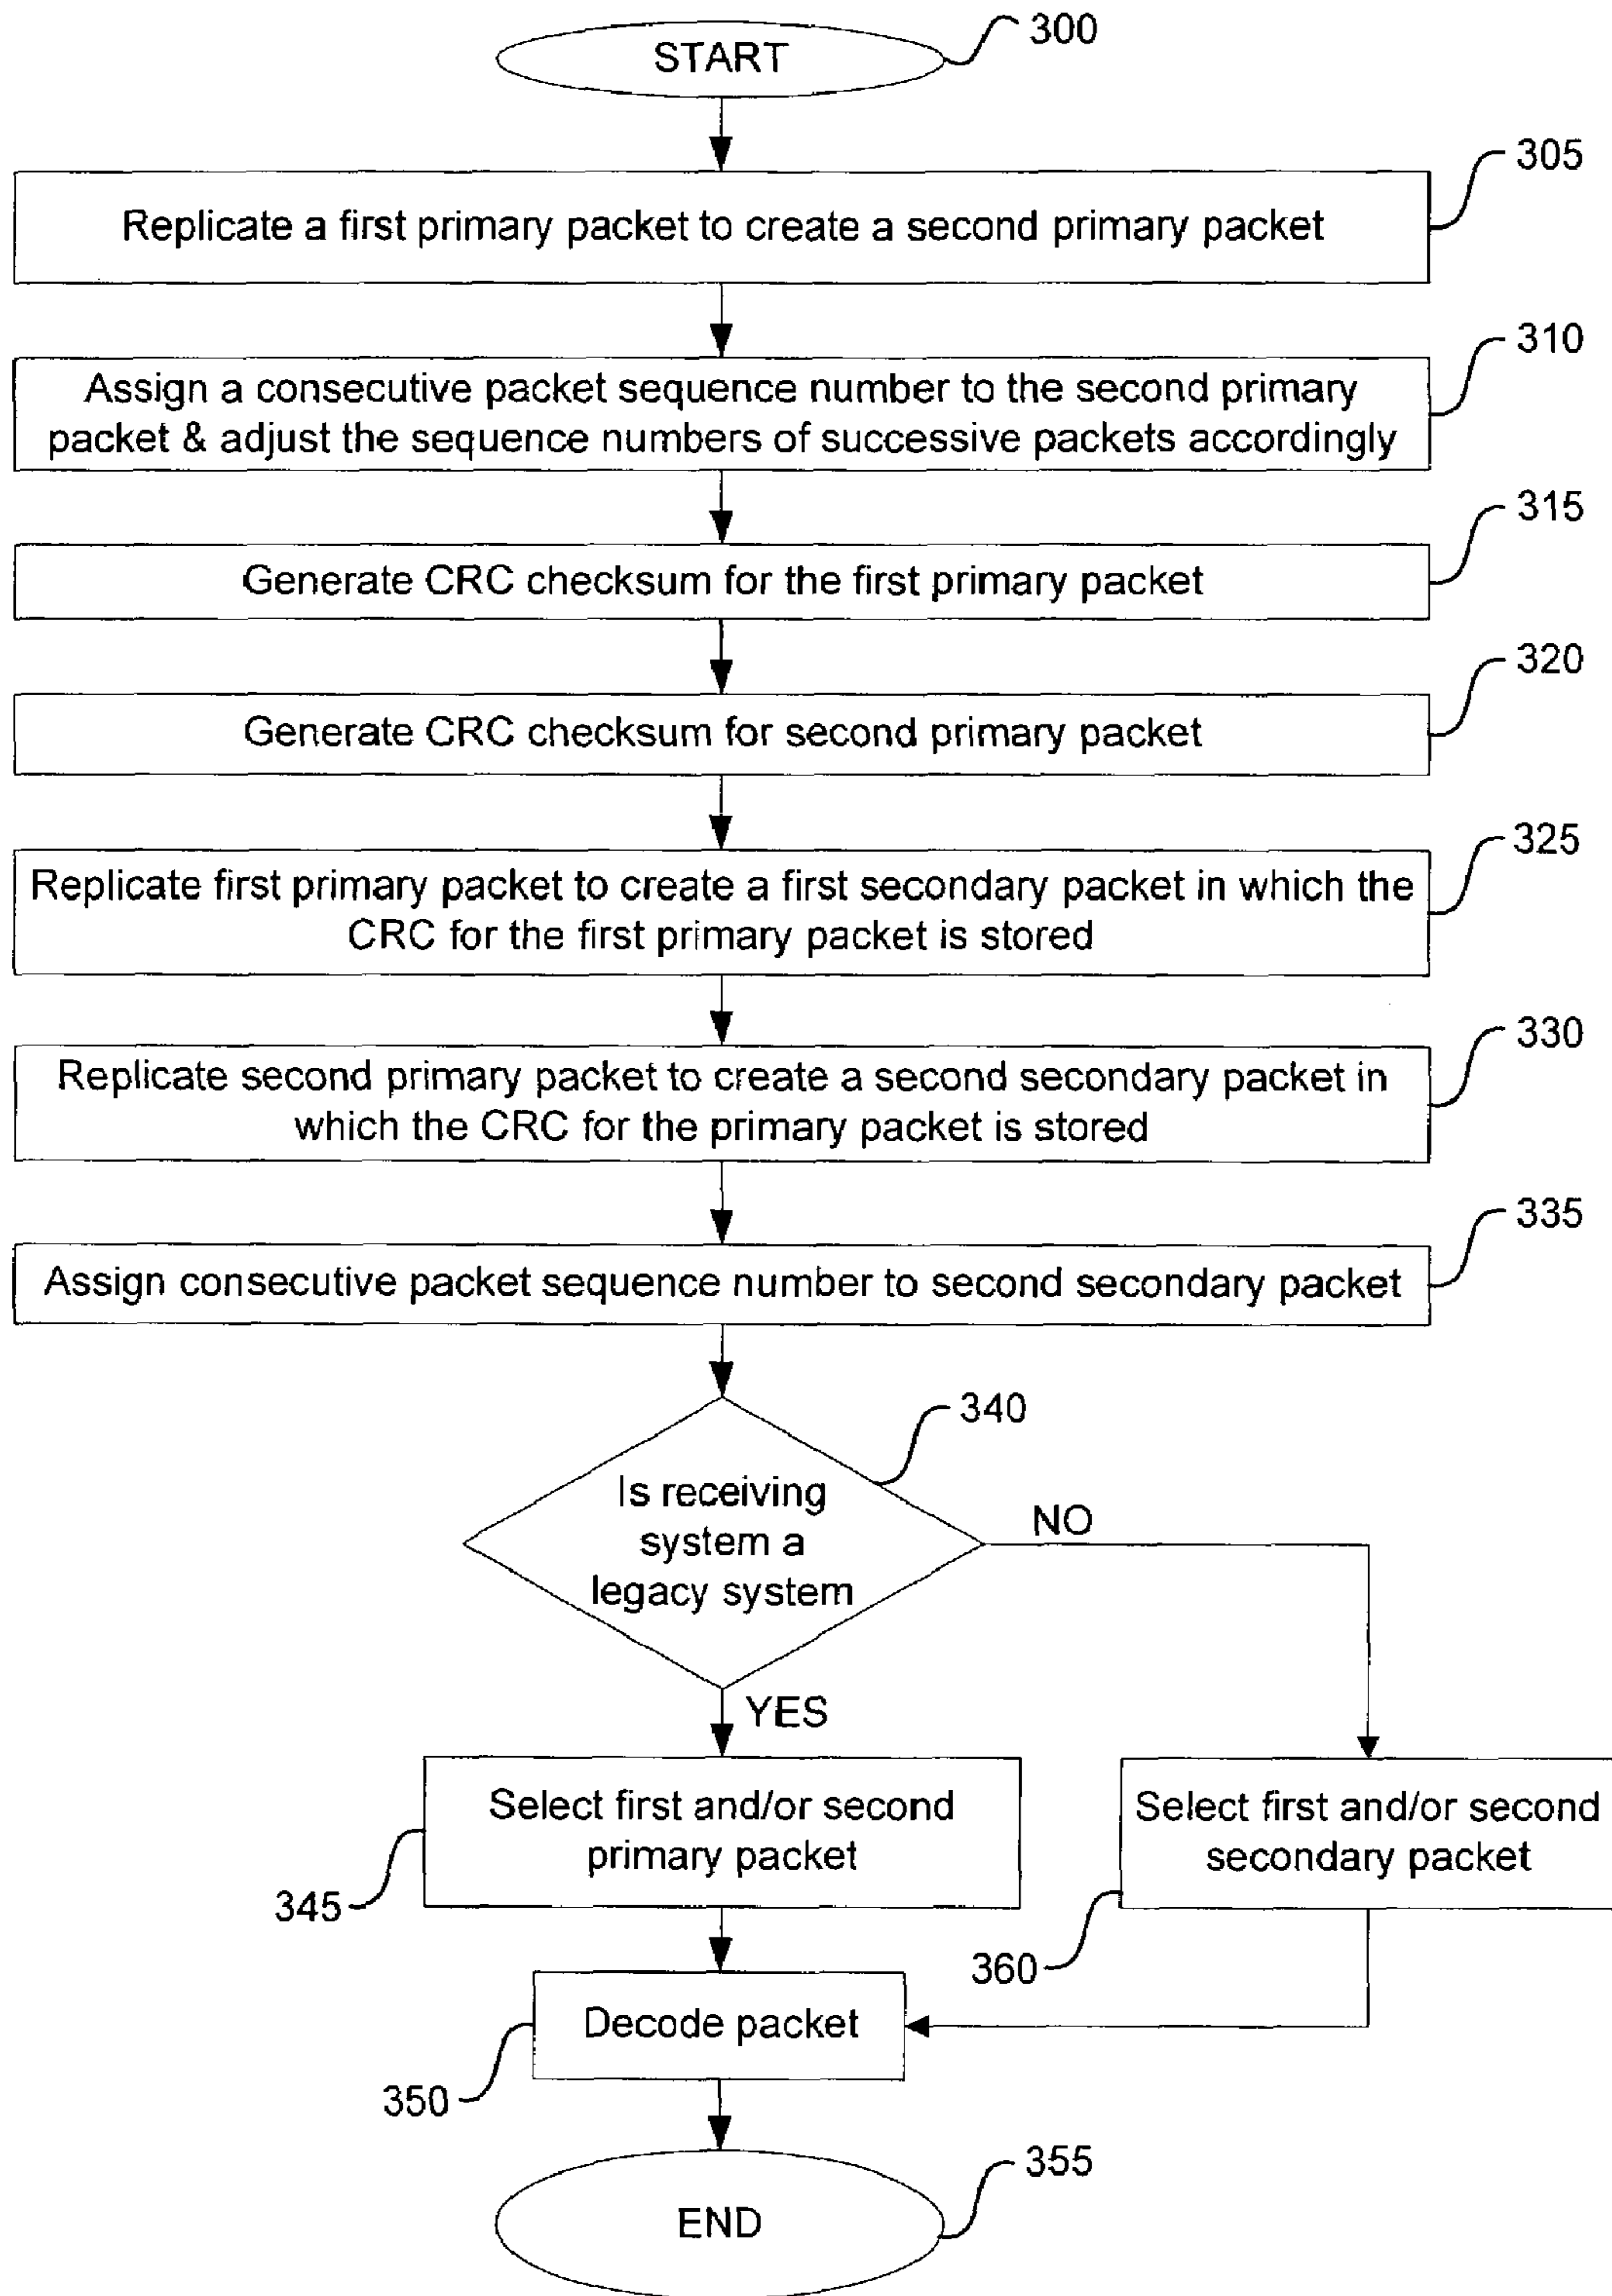 START
300
305
Replicate a first primary packet to create a second primary packet
310
Assign a consecutive packet sequence number to the second primary
packet & adjust the sequence numbers of successive packets accordingly
315
Generate CRC checksum for the first primary packet
320
Generate CRC checksum for second primary packet
325
Replicate first primary packet to create a first secondary packet in which the
CRC for the first primary packet is stored
330
Replicate second primary packet to create a second secondary packet in
which the CRC for the primary packet is stored
335
Assign consecutive packet sequence number to second secondary packet
340
Is receiving
system a
legacy system
NO
YES
Select first and/or second
primary packet
345
Select first and/or second
secondary packet
360
Decode packet
350
355
END